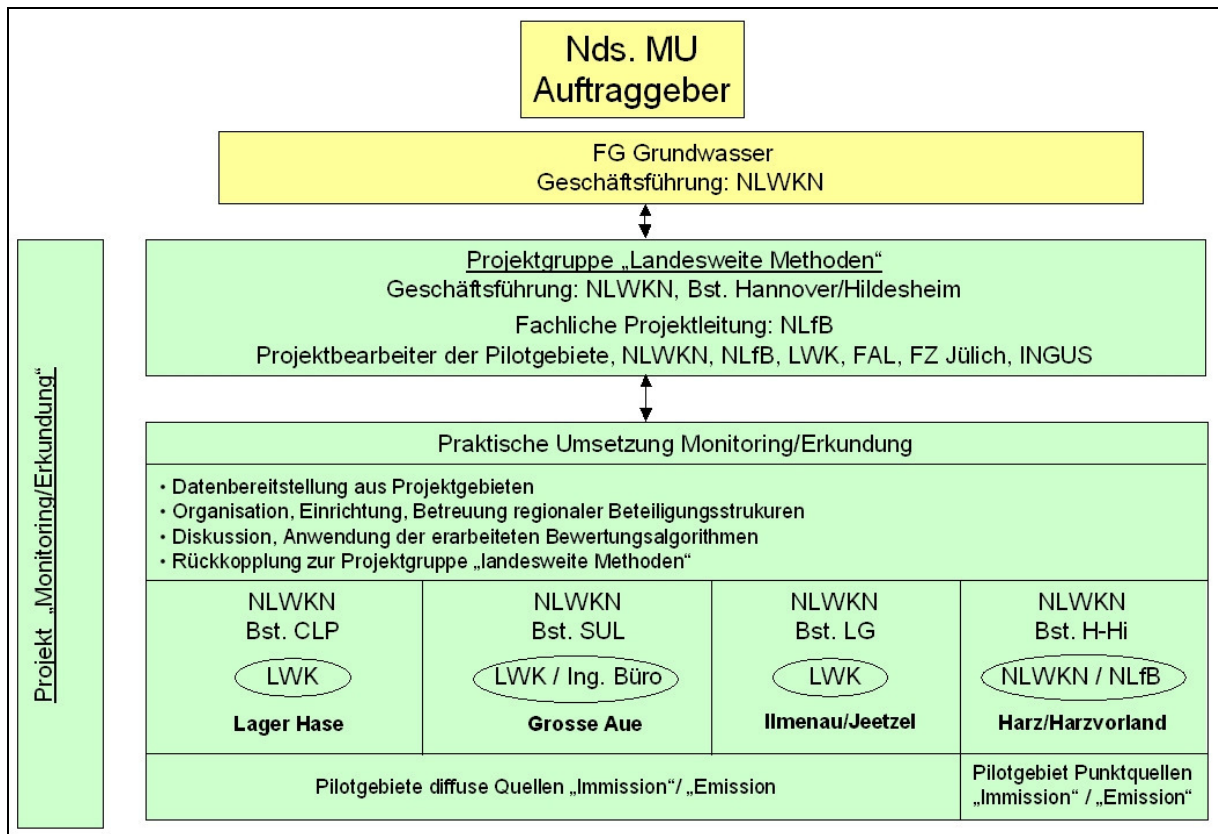 Nds. MU
Auftraggeber
FG Grundwasser
Geschäftsführung: NLWKN
Projekt „Monitoring/Erkundung“
Projektgruppe „Landesweite Methoden“
Geschäftsführung: NLWKN, Bst. Hannover/Hildesheim
Fachliche Projektleitung: NLfB
Projektbearbeiter der Pilotgebiete, NLWKN, NLfB, LWK, FAL, FZ Jülich, INGUS
Praktische Umsetzung Monitoring/Erkundung
• Datenbereitstellung aus Projektgebieten
• Organisation, Einrichtung, Betreuung regionaler Beteiligungsstrukuren
• Diskussion, Anwendung der erarbeiteten Bewertungsalgorithmen
• Rückkopplung zur Projektgruppe „landesweite Methoden“
NLWKN
Bst. CLP
LWK
Lager Hase
NLWKN
Bst. SUL
LWK / Ing. Büro
Grosse Aue
NLWKN
Bst. LG
LWK
Ilmenau/Jeetzel
NLWKN
Bst. H-Hi
NLWKN / NLfB
Harz/Harzvorland
Pilotgebiete diffuse Quellen „Immission“/ „Emission
Pilotgebiet Punktquellen
„Immission“ / „Emission“